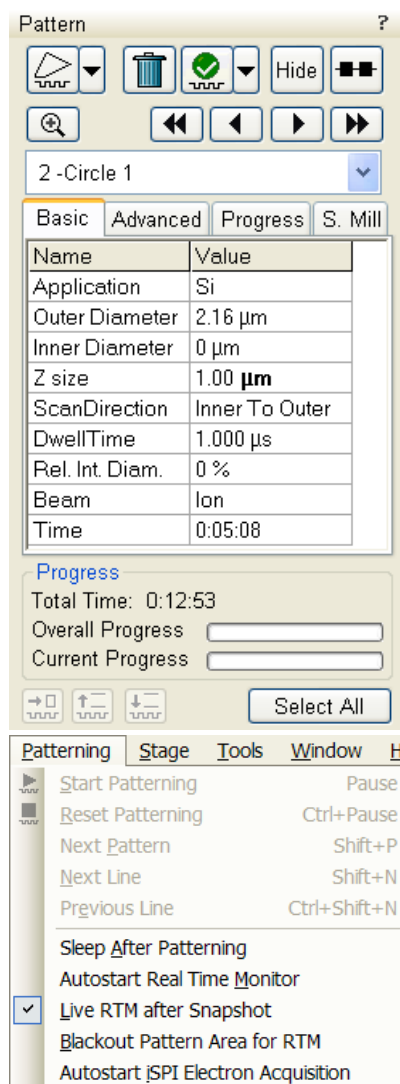 Pattern ?
Hide
2 -Circle 1
Basic Advanced Progress S. Mill
Name Value
Application Si
Outer Diameter 2.16 µm
Inner Diameter 0 µm
Z size 1.00 µm
ScanDirection Inner To Outer
DwellTime 1.000 µs
Rel. Int. Diam. 0 %
Beam Ion
Time 0:05:08
Progress
Total Time: 0:12:53
Overall Progress
Current Progress
Select All
Patterning Stage Tools Window H
Start Patterning Pause
Reset Patterning Ctrl+Pause
Next Pattern Shift+P
Next Line Shift+N
Previous Line Ctrl+Shift+N
Sleep After Patterning
Autostart Real Time Monitor
Live RTM after Snapshot
Blackout Pattern Area for RTM
Autostart iSPI Electron Acquisition